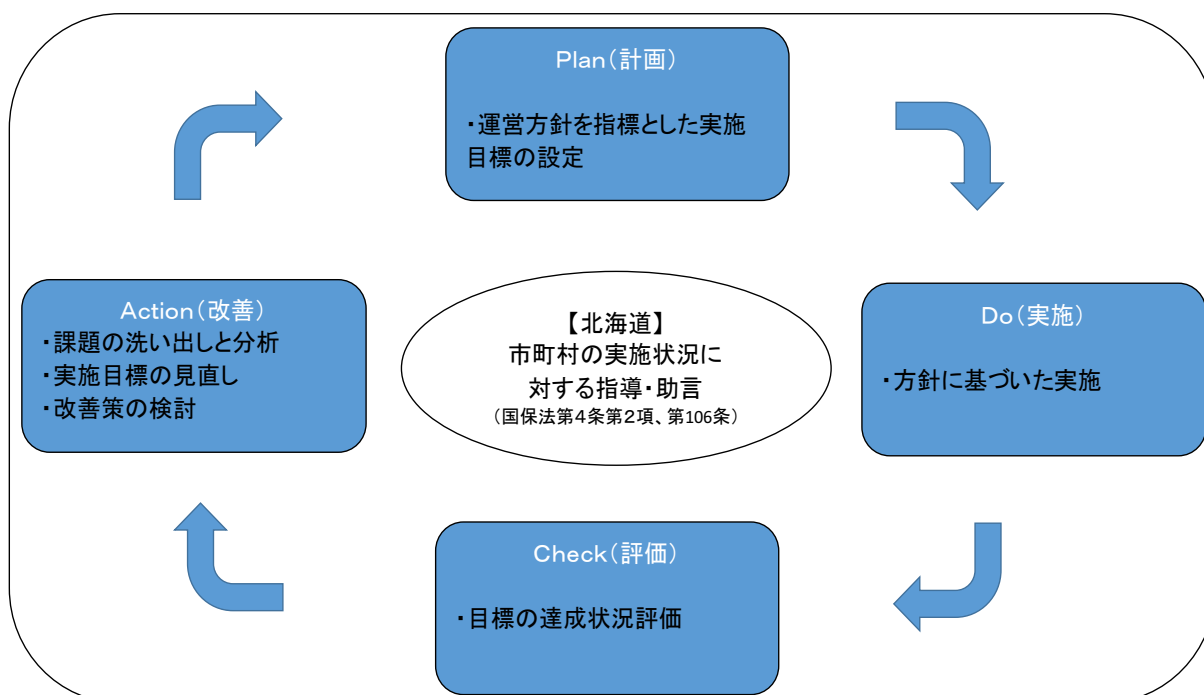 Plan(計画)
・運営方針を指標とした実施
目標の設定
Action(改善)
・課題の洗い出しと分析
・実施目標の見直し
・改善策の検討
【北海道】
市町村の実施状況に
対する指導・助言
(国保法第4条第2項、第106条)
Do(実施)
・方針に基づいた実施
Check(評価)
・目標の達成状況評価